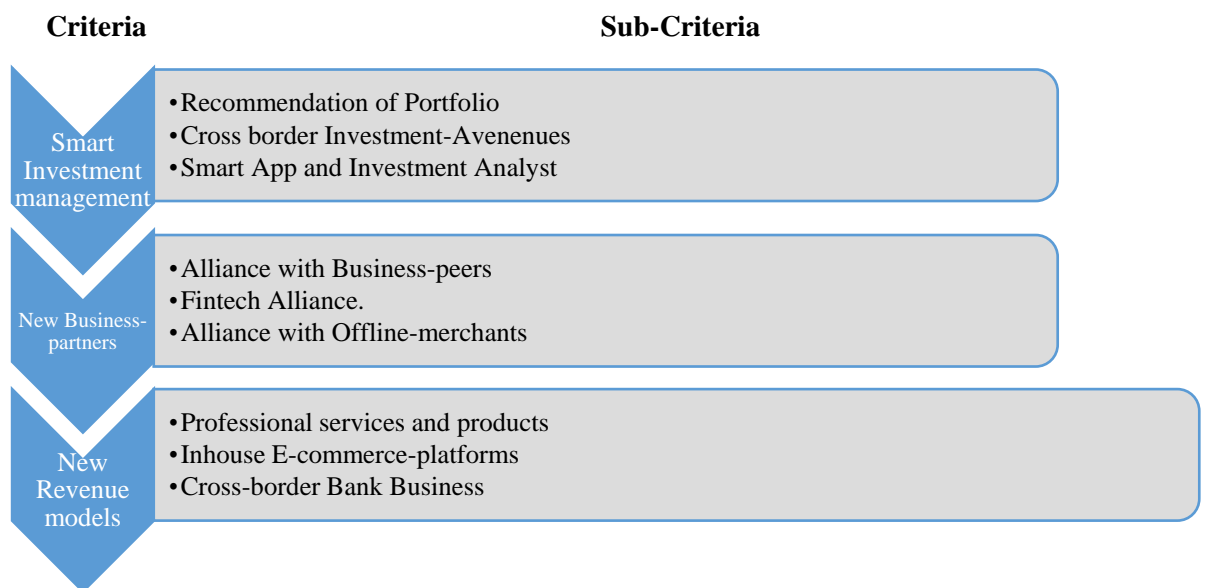 Criteria
Sub-Criteria
Smart
Investment
management
•Recommendation of Portfolio
•Cross border Investment-Avenenues
•Smart App and Investment Analyst
New Business-
partners
•Alliance with Business-peers
•Fintech Alliance.
•Alliance with Offline-merchants
New
Revenue
models
•Professional services and products
•Inhouse E-commerce-platforms
•Cross-border Bank Business